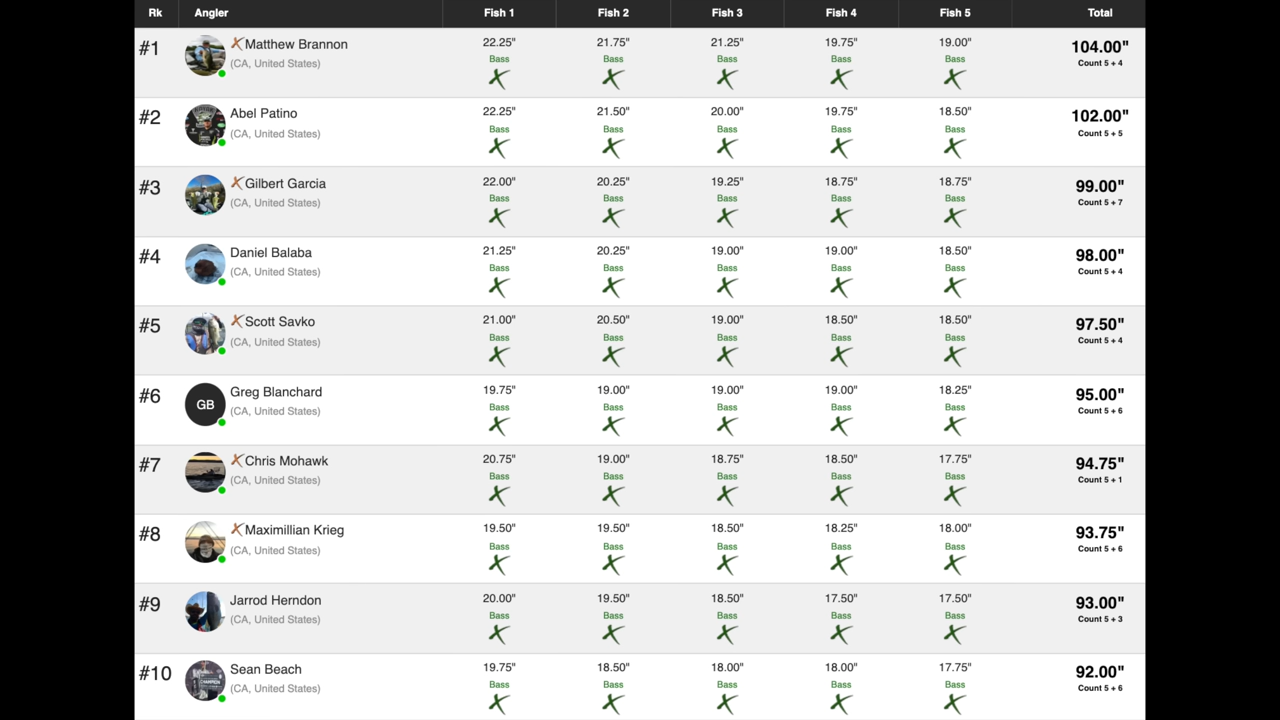 Rk Angler Fish 1 Fish 2 Fish 3 Fish 4 Fish 5 Total
#1 Matthew Brannon 22.25" 21.75" 21.25" 19.75" 19.00" 104.00"
(CA, United States) Bass Bass Bass Bass Bass Count 5 + 4
#2 Abel Patino 22.25" 21.50" 20.00" 19.75" 18.50" 102.00"
(CA, United States) Bass Bass Bass Bass Bass Count 5 + 5
#3 Gilbert Garcia 22.00" 20.25" 19.25" 18.75" 18.75" 99.00"
(CA, United States) Bass Bass Bass Bass Bass Count 5 + 7
#4 Daniel Balaba 21.25" 20.25" 19.00" 19.00" 18.50" 98.00"
(CA, United States) Bass Bass Bass Bass Bass Count 5 + 4
#5 Scott Savko 21.00" 20.50" 19.00" 18.50" 18.50" 97.50"
(CA, United States) Bass Bass Bass Bass Bass Count 5 + 4
#6 GB Greg Blanchard 19.75" 19.00" 19.00" 19.00" 18.25" 95.00"
(CA, United States) Bass Bass Bass Bass Bass Count 5 + 6
#7 Chris Mohawk 20.75" 19.00" 18.75" 18.50" 17.75" 94.75"
(CA, United States) Bass Bass Bass Bass Bass Count 5 + 1
#8 Maximillian Krieg 19.50" 19.50" 18.50" 18.25" 18.00" 93.75"
(CA, United States) Bass Bass Bass Bass Bass Count 5 + 6
#9 Jarrod Herndon 20.00" 19.50" 18.50" 17.50" 17.50" 93.00"
(CA, United States) Bass Bass Bass Bass Bass Count 5 + 3
#10 Sean Beach 19.75" 18.50" 18.00" 18.00" 17.75" 92.00"
(CA, United States) Bass Bass Bass Bass Bass Count 5 + 6